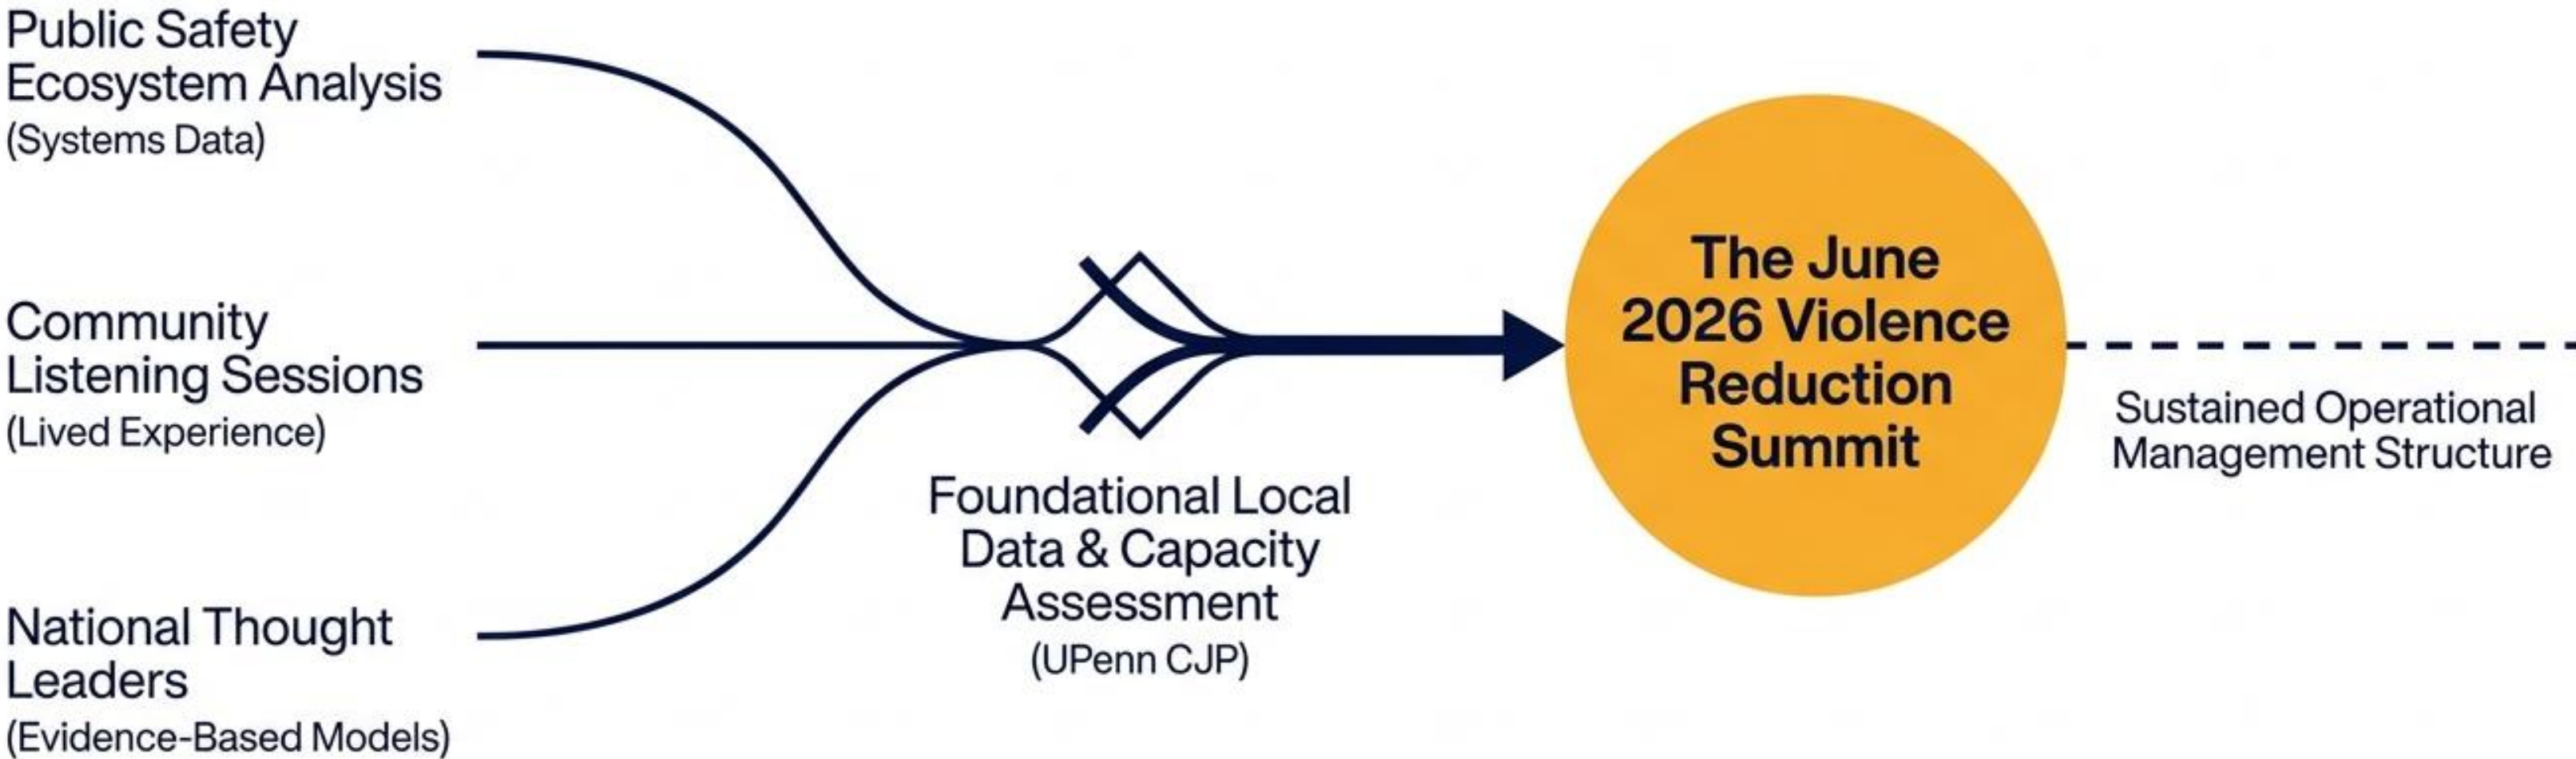 Public Safety
Ecosystem Analysis
(Systems Data)
Community
Listening Sessions
(Lived Experience)
National Thought
Leaders
(Evidence-Based Models)
Foundational Local
Data & Capacity
Assessment
(UPenn CJP)
The June
2026 Violence
Reduction
Summit
Sustained Operational
Management Structure